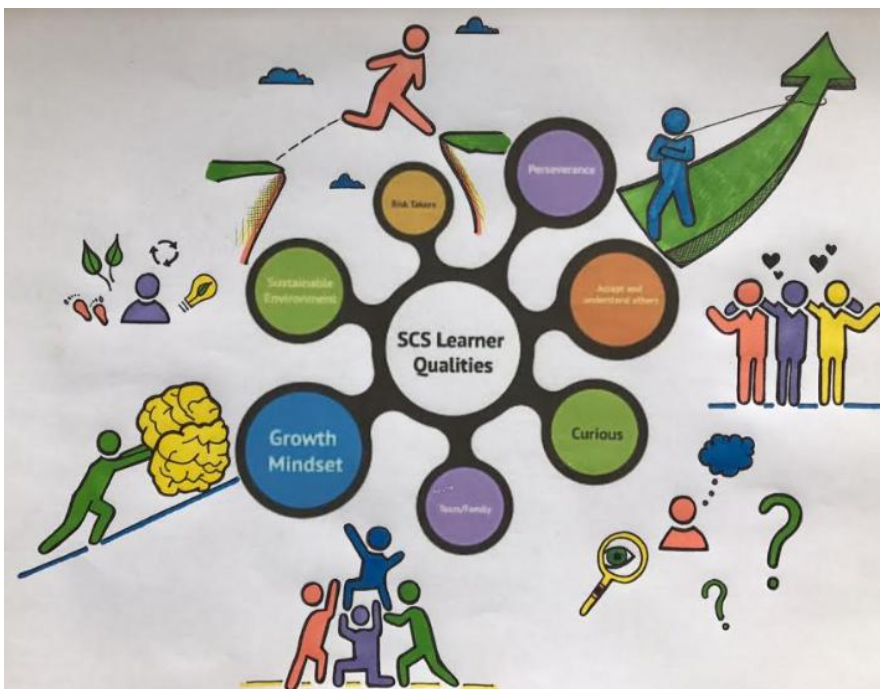 SCS Learner
Qualities
Risk Takers
Perseverance
Accept and
understand others
Curious
Team/Family
Growth
Mindset
Sustainable
Environment